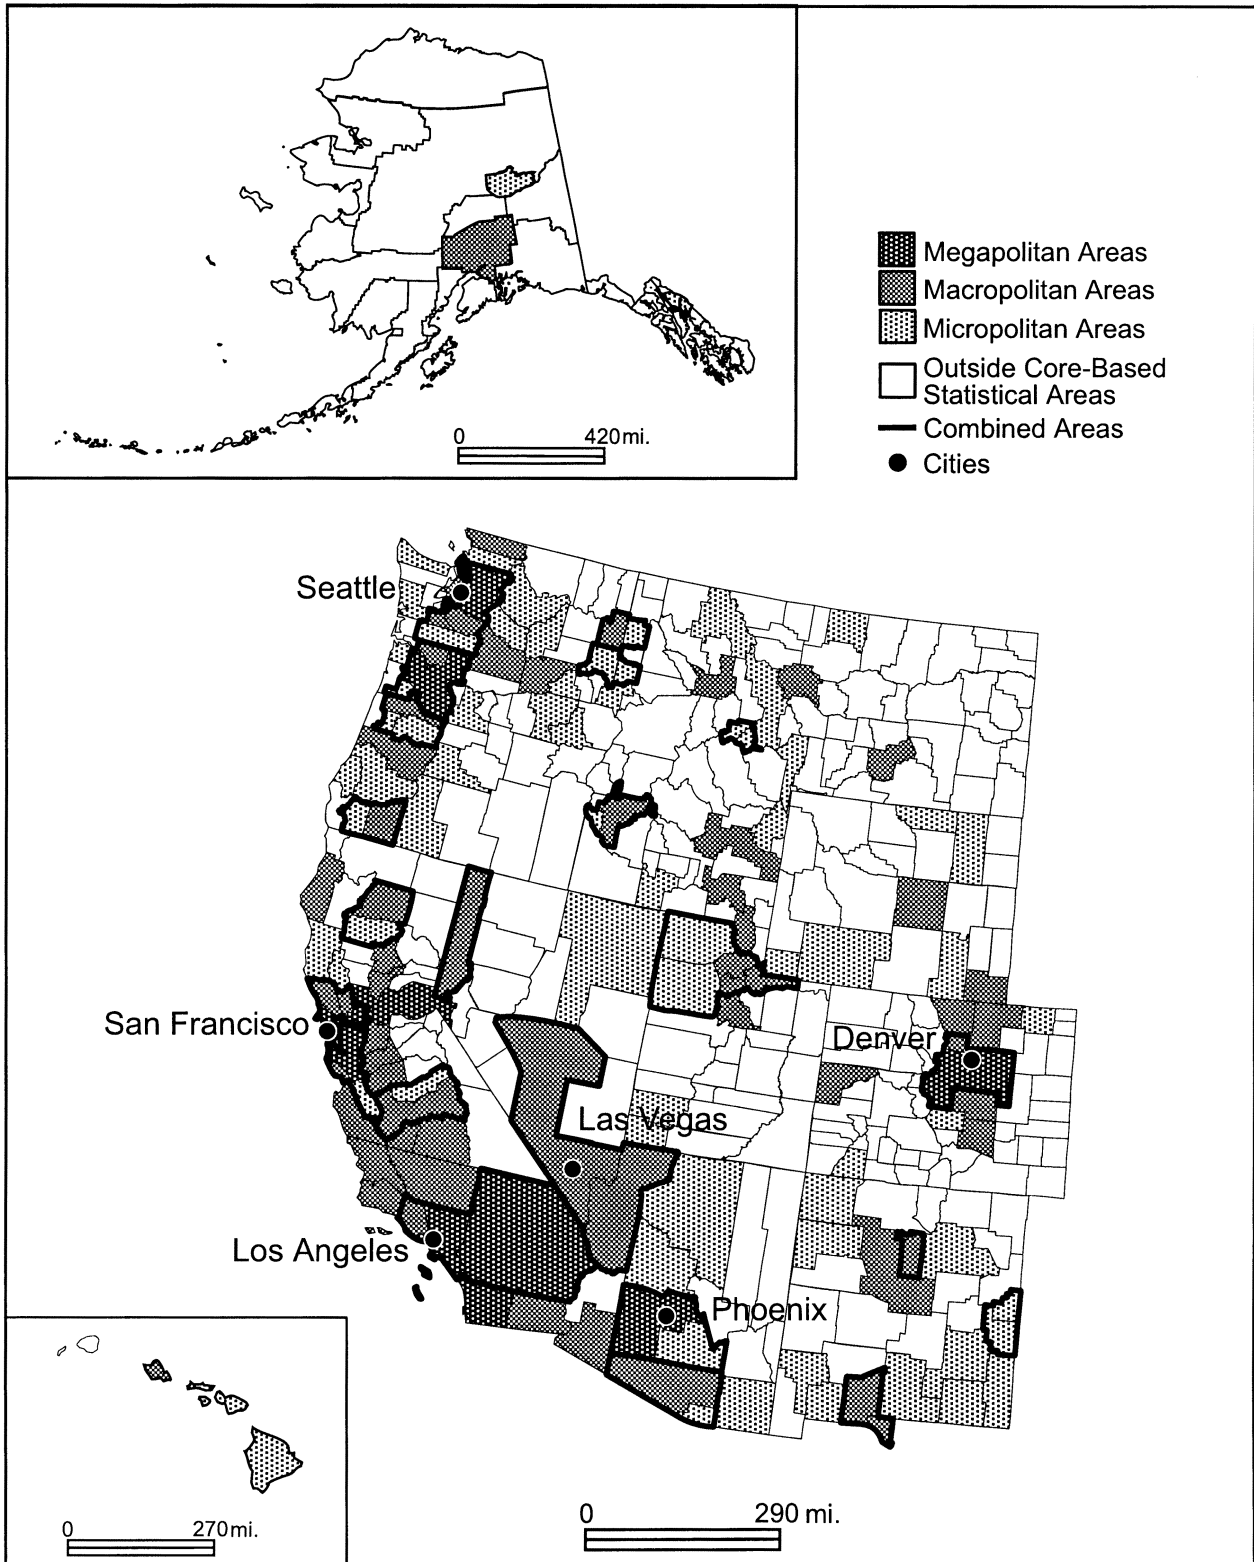 0 420 mi.
Megapolitan Areas
Macropolitan Areas
Micropolitan Areas
Outside Core-Based
Statistical Areas
Combined Areas
Cities
Seattle
San Francisco
Denver
Las Vegas
Los Angeles
Phoenix
0 270 mi.
0 290 mi.